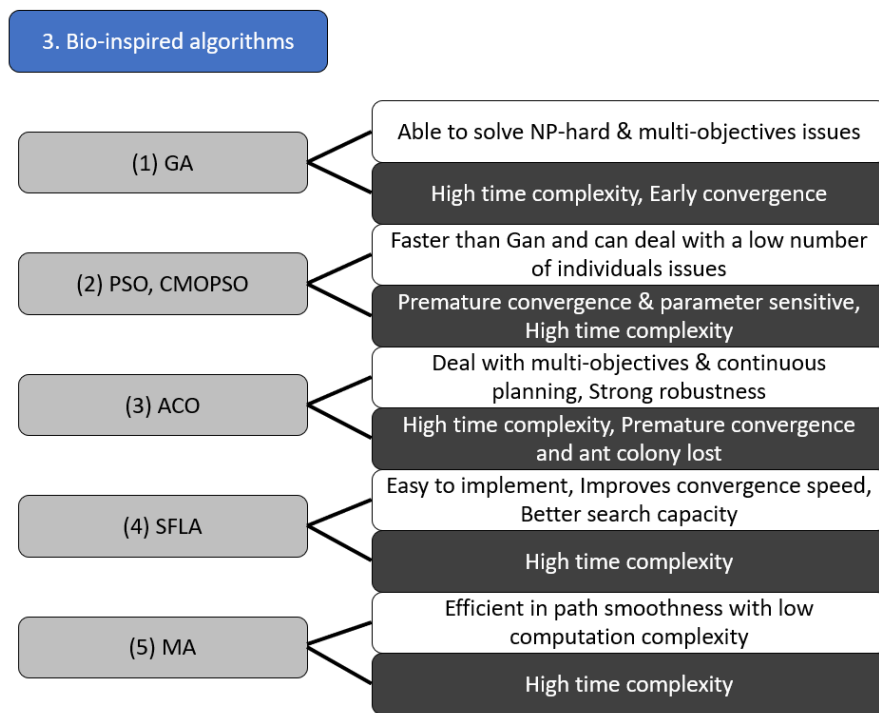 3. Bio-inspired algorithms
(1) GA
Able to solve NP-hard & multi-objectives issues
High time complexity, Early convergence
(2) PSO, CMOPSO
Faster than Gan and can deal with a low number
of individuals issues
Premature convergence & parameter sensitive,
High time complexity
(3) ACO
Deal with multi-objectives & continuous
planning, Strong robustness
High time complexity, Premature convergence
and ant colony lost
(4) SFLA
Easy to implement, Improves convergence speed,
Better search capacity
High time complexity
(5) MA
Efficient in path smoothness with low
computation complexity
High time complexity